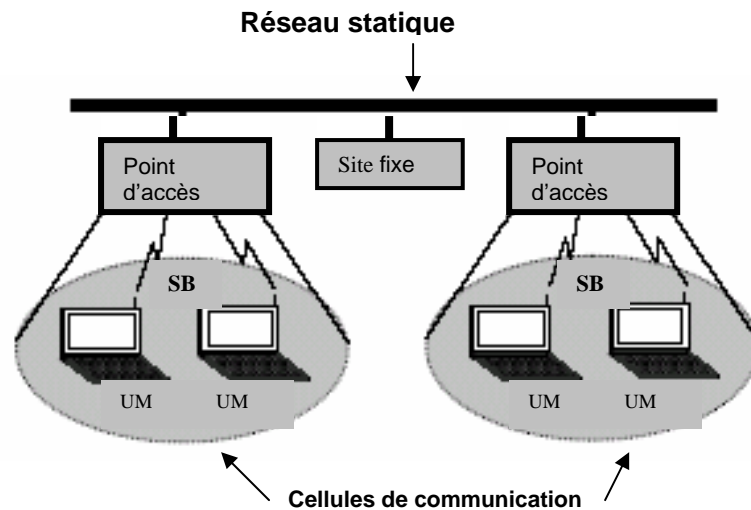 Réseau statique
Point
d'accès
Site fixe
Point
d'accès
SB
SB
UM UM
UM UM
Cellules de communication